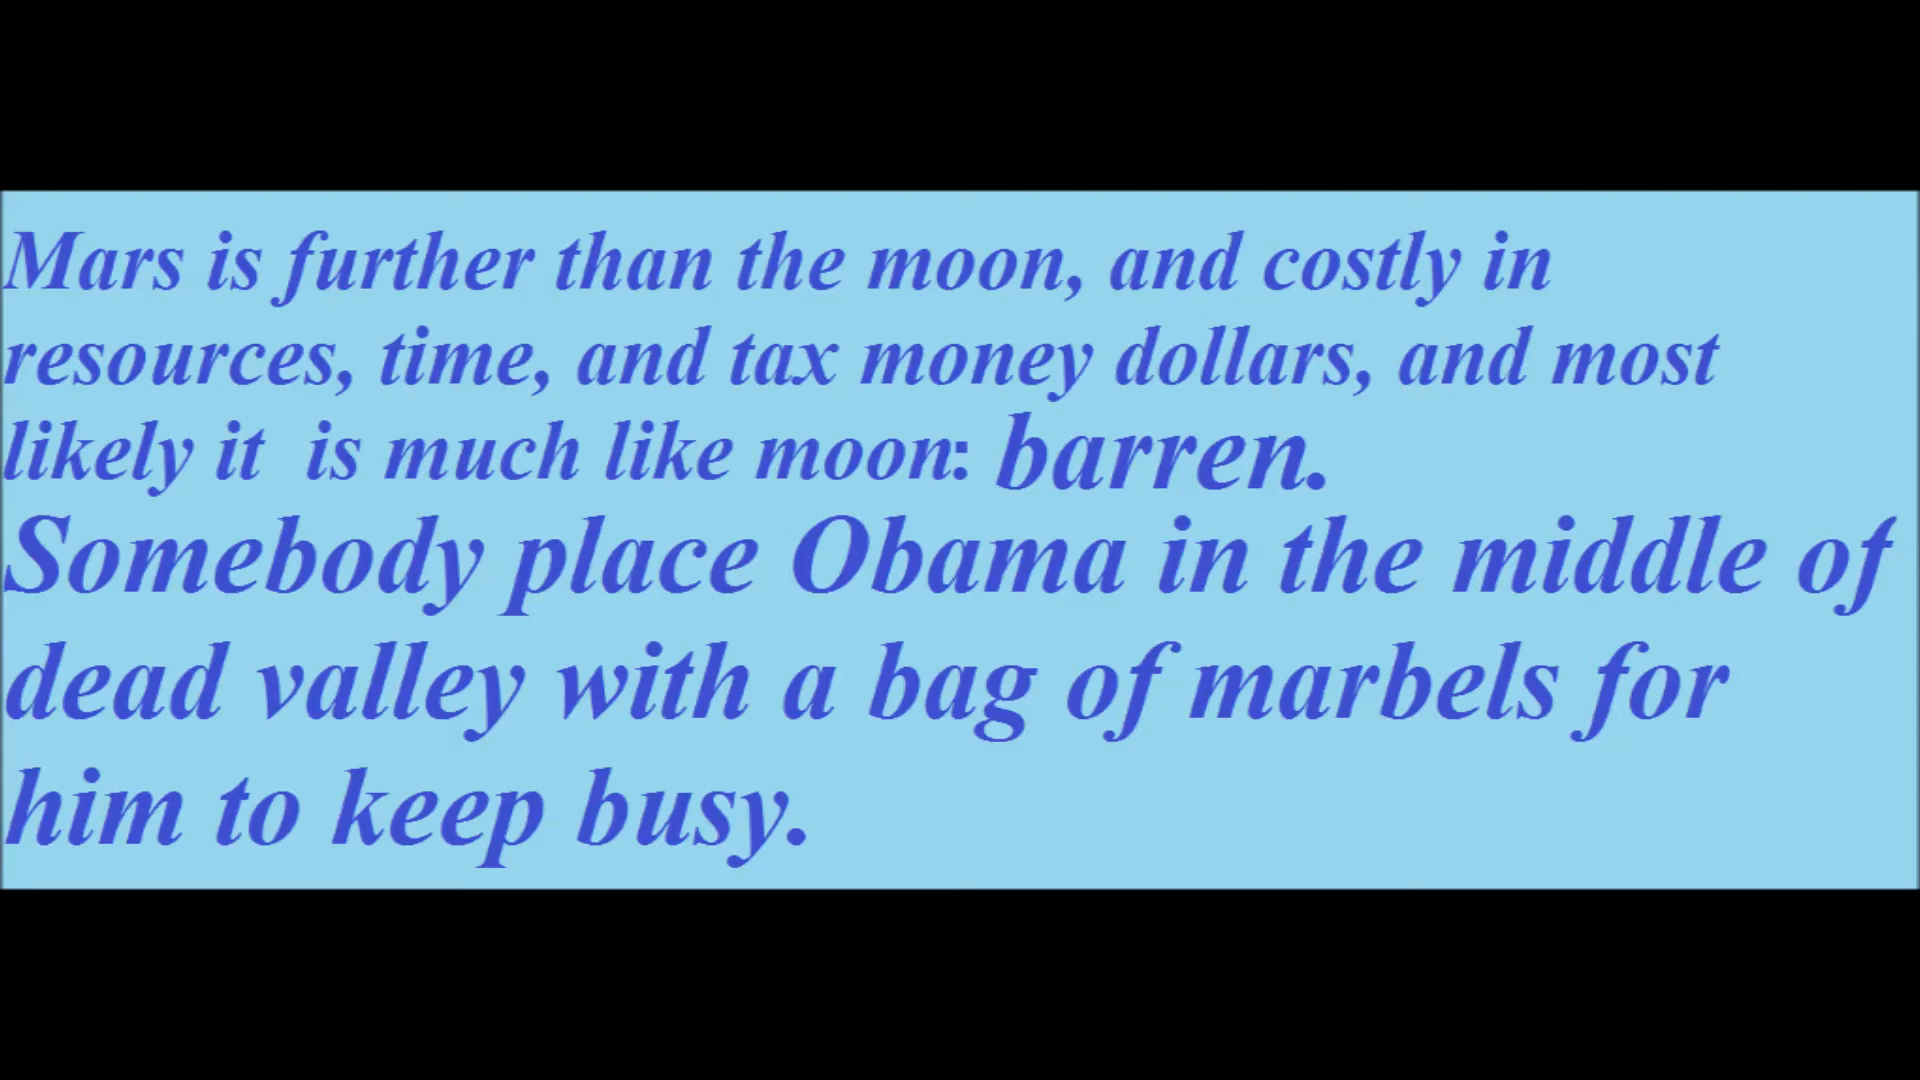 Mars is further than the moon, and costly in
resources, time, and tax money dollars, and most
likely it  is much like moon: barren.
Somebody place Obama in the middle of
dead valley with a bag of marbels for
him to keep busy.